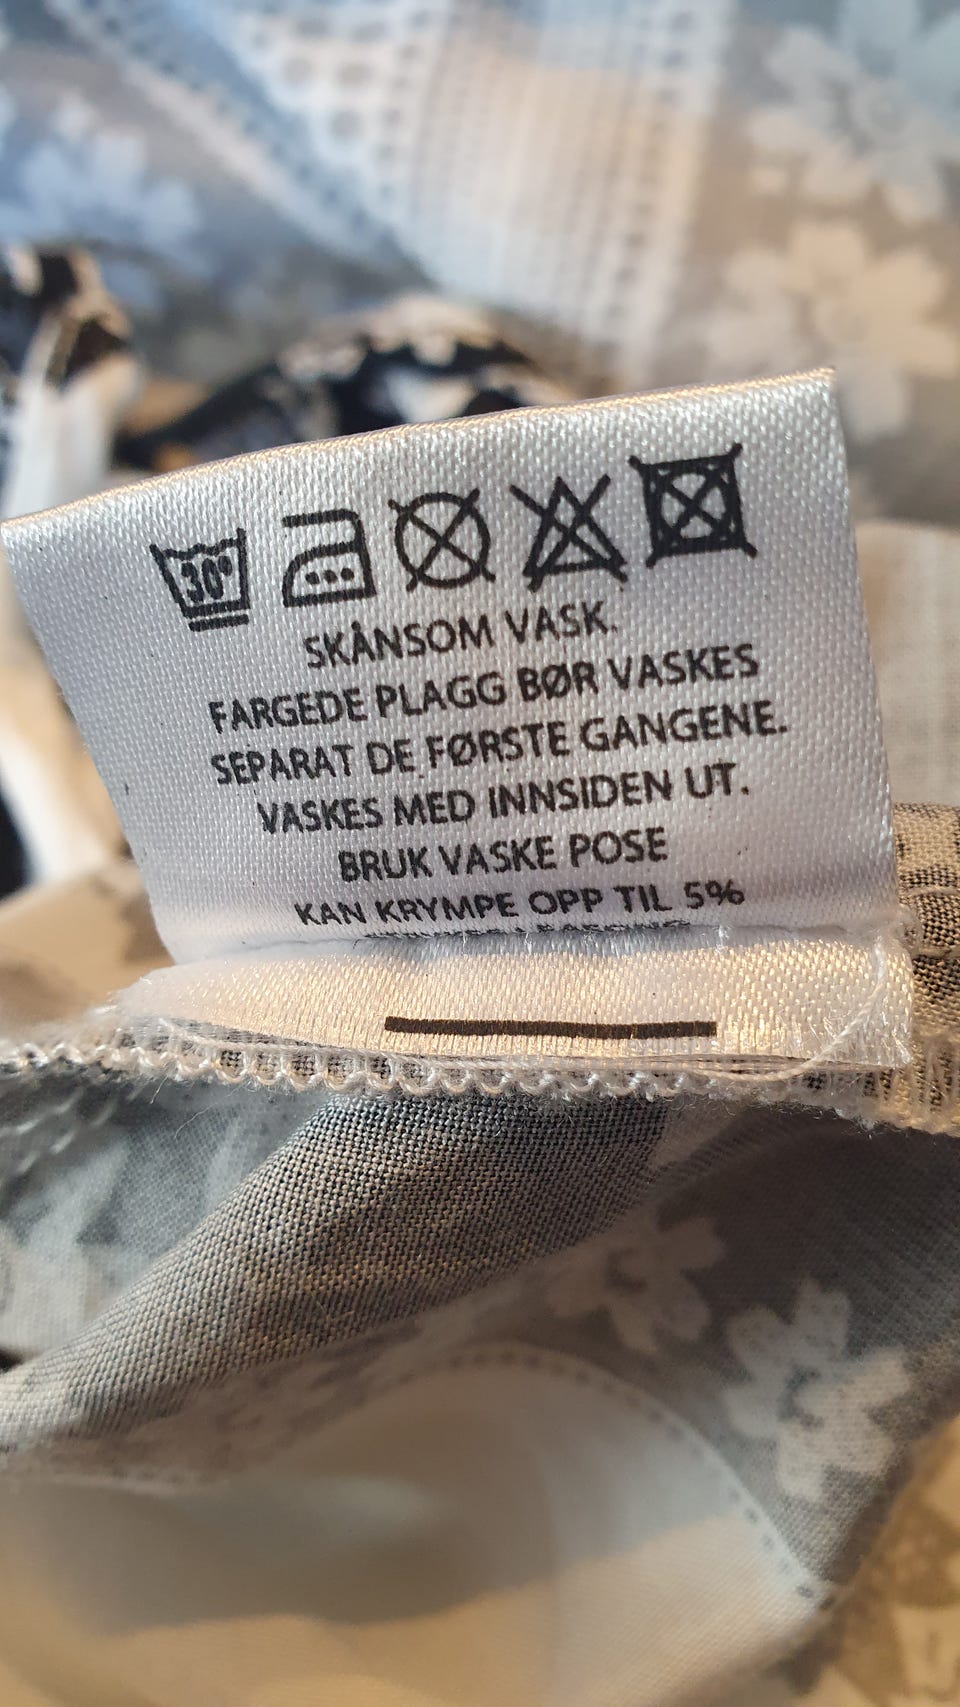 30°
SKÅNSOM VASK.
FARGEDE PLAGG BØR VASKES
SEPARAT DE FØRSTE GANGENE.
VASKES MED INNSIDEN UT.
BRUK VASKE POSE
KAN KRYMPE OPP TIL 5%